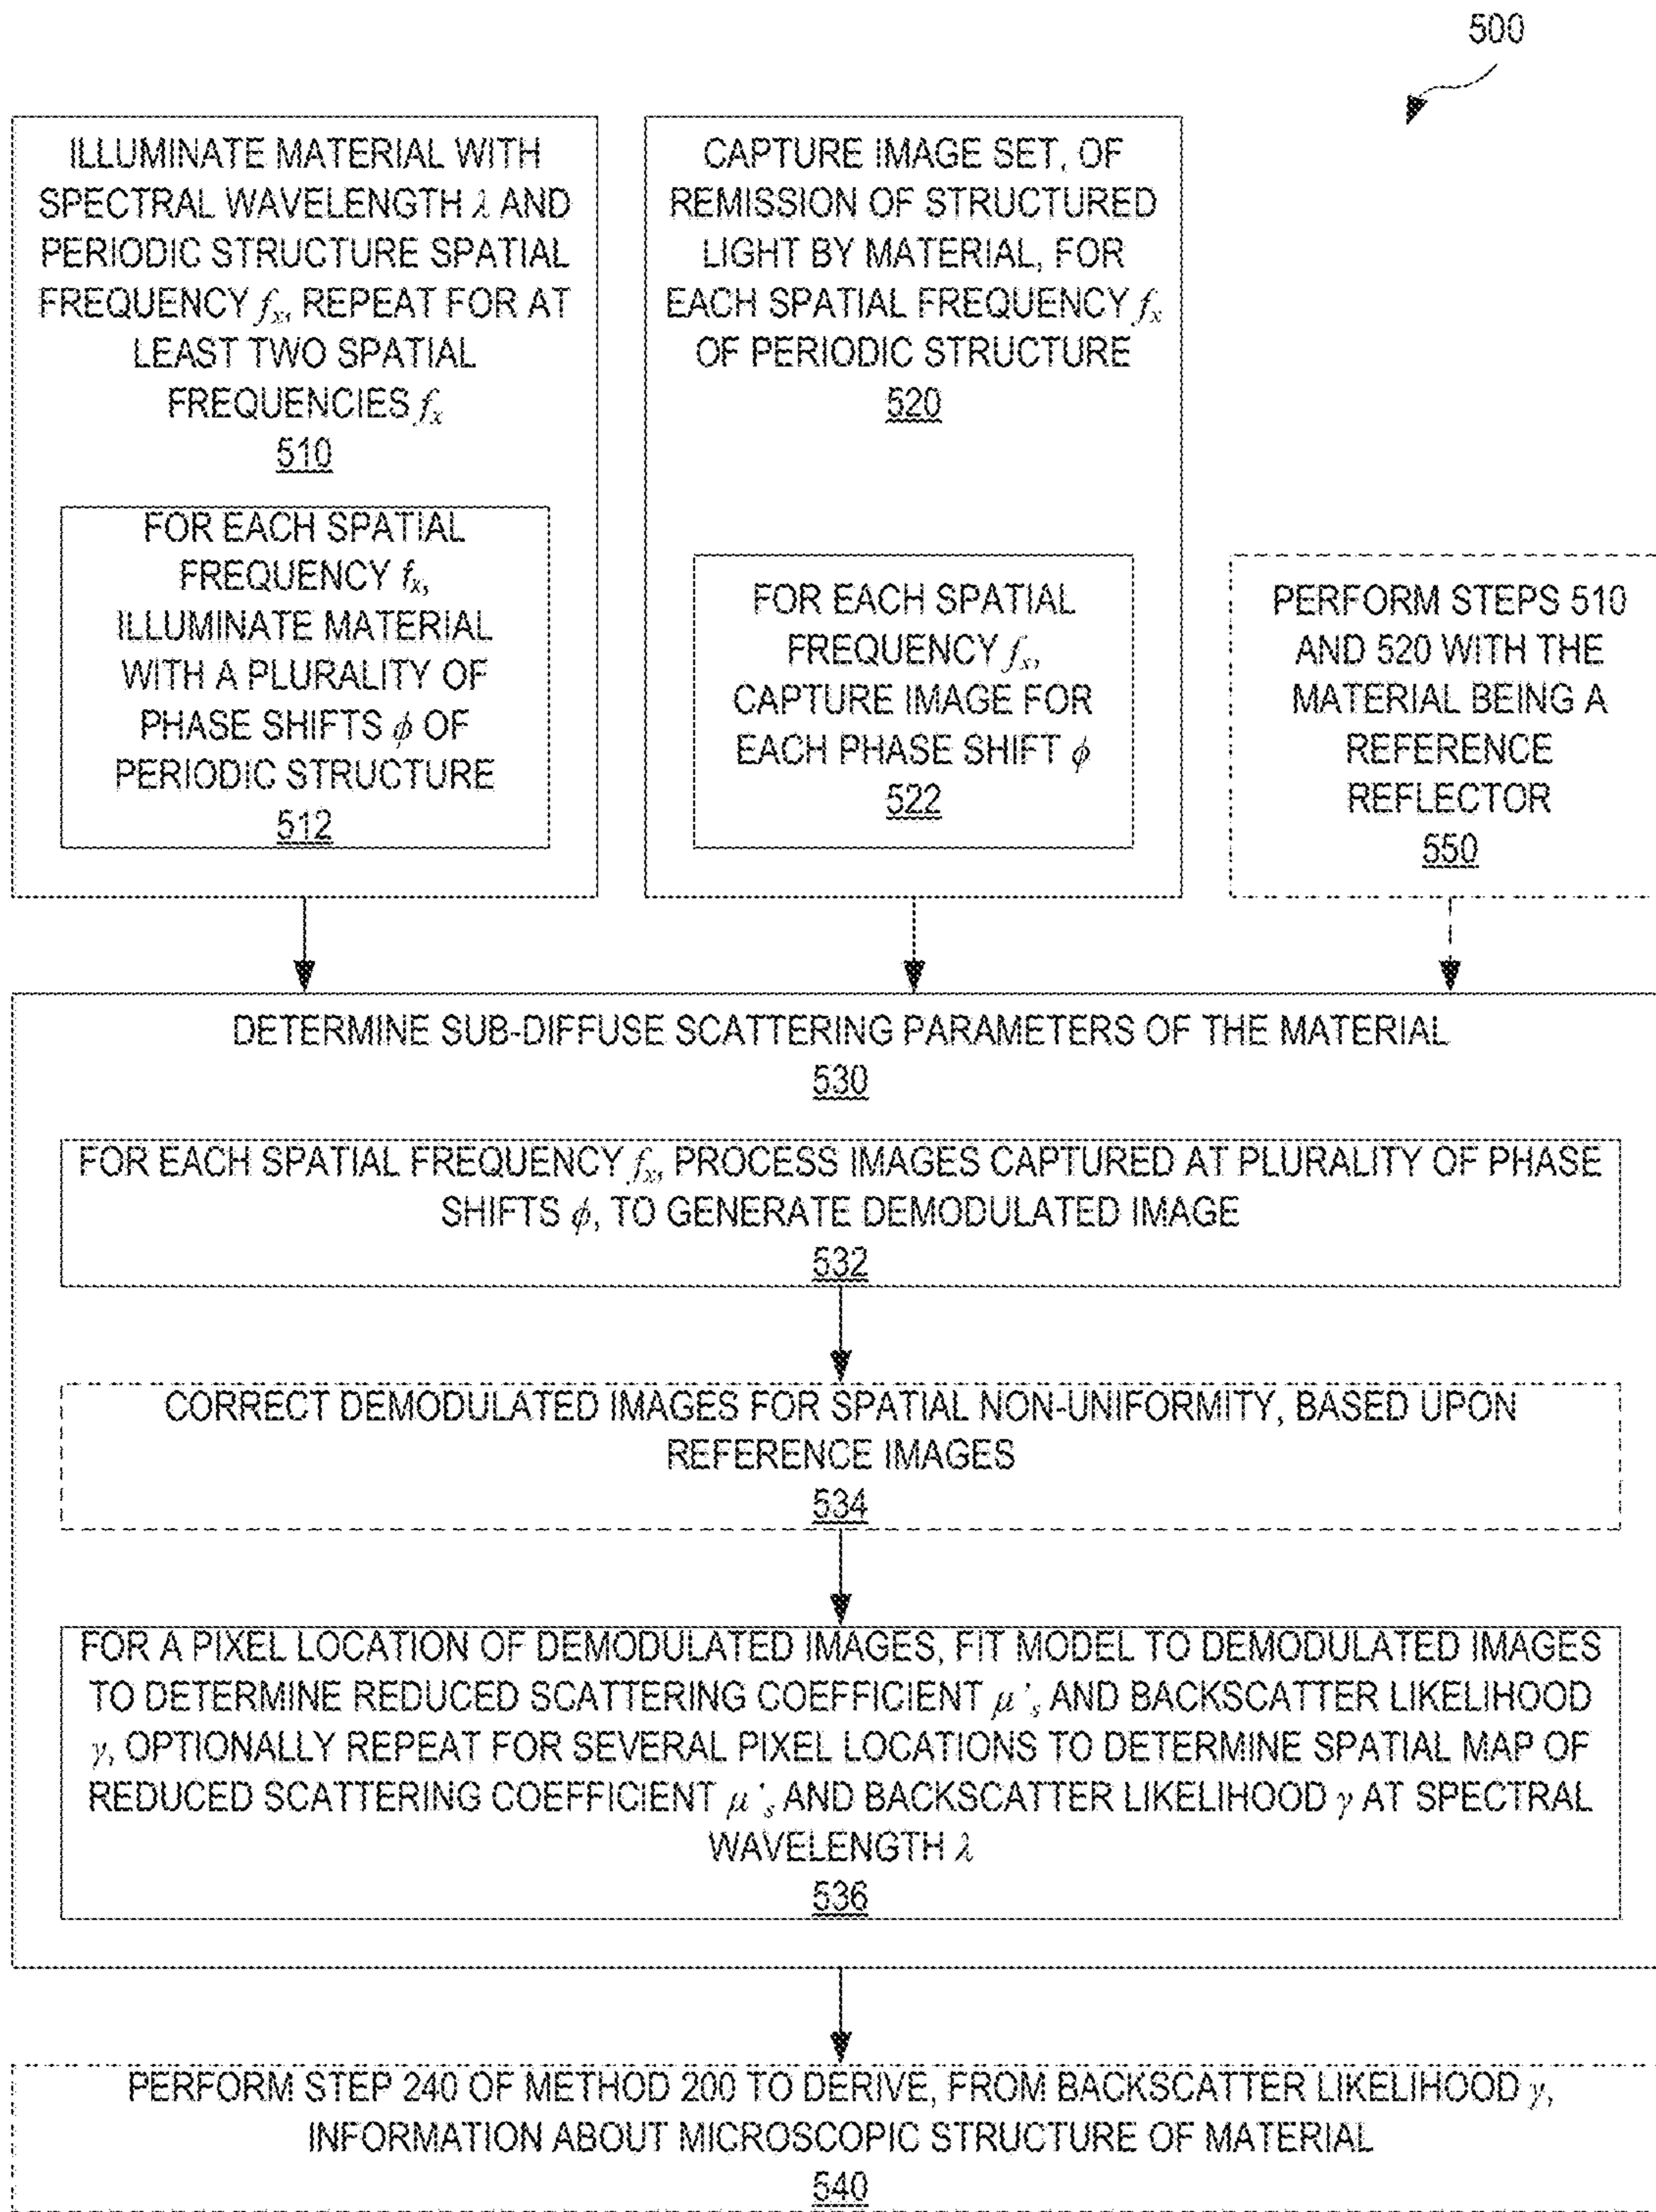 500
ILLUMINATE MATERIAL WITH
SPECTRAL WAVELENGTH λ AND
PERIODIC STRUCTURE SPATIAL
FREQUENCY fx, REPEAT FOR AT
LEAST TWO SPATIAL
FREQUENCIES fx
510
FOR EACH SPATIAL
FREQUENCY fx,
ILLUMINATE MATERIAL
WITH A PLURALITY OF
PHASE SHIFTS ϕ OF
PERIODIC STRUCTURE
512
CAPTURE IMAGE SET, OF
REMISSION OF STRUCTURED
LIGHT BY MATERIAL, FOR
EACH SPATIAL FREQUENCY fx
OF PERIODIC STRUCTURE
520
FOR EACH SPATIAL
FREQUENCY fx,
CAPTURE IMAGE FOR
EACH PHASE SHIFT ϕ
522
PERFORM STEPS 510
AND 520 WITH THE
MATERIAL BEING A
REFERENCE
REFLECTOR
550
DETERMINE SUB-DIFFUSE SCATTERING PARAMETERS OF THE MATERIAL
530
FOR EACH SPATIAL FREQUENCY fx, PROCESS IMAGES CAPTURED AT PLURALITY OF PHASE
SHIFTS ϕ, TO GENERATE DEMODULATED IMAGE
532
CORRECT DEMODULATED IMAGES FOR SPATIAL NON-UNIFORMITY, BASED UPON
REFERENCE IMAGES
534
FOR A PIXEL LOCATION OF DEMODULATED IMAGES, FIT MODEL TO DEMODULATED IMAGES
TO DETERMINE REDUCED SCATTERING COEFFICIENT μ's AND BACKSCATTER LIKELIHOOD
γ, OPTIONALLY REPEAT FOR SEVERAL PIXEL LOCATIONS TO DETERMINE SPATIAL MAP OF
REDUCED SCATTERING COEFFICIENT μ's AND BACKSCATTER LIKELIHOOD γ AT SPECTRAL
WAVELENGTH λ
536
PERFORM STEP 240 OF METHOD 200 TO DERIVE, FROM BACKSCATTER LIKELIHOOD γ,
INFORMATION ABOUT MICROSCOPIC STRUCTURE OF MATERIAL
540